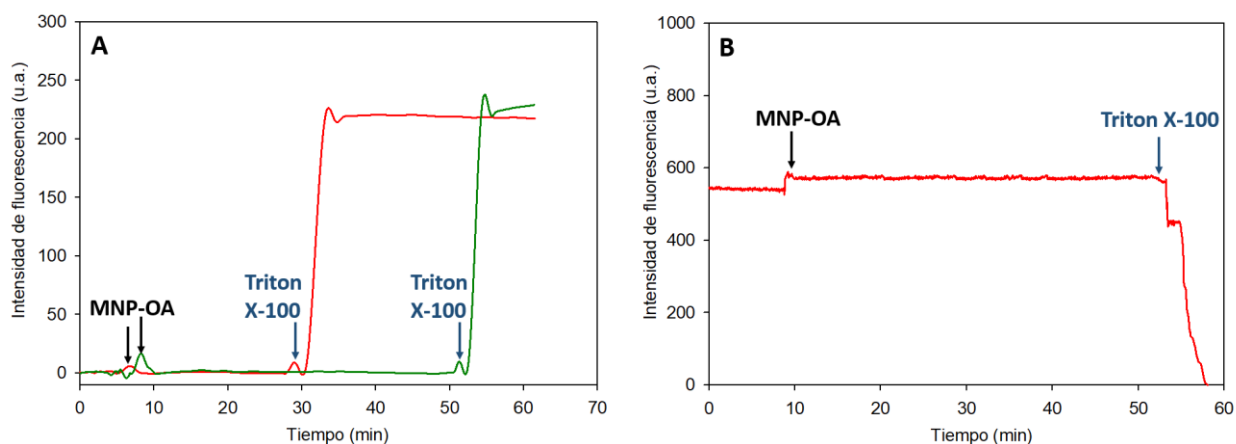 A
Intensidad de fluorescencia (u.a.)
300
250
200
150
100
50
0
MNP-OA
Triton
X-100
Triton
X-100
0 10 20 30 40 50 60 70
Tiempo (min)
B
Intensidad de fluorescencia (u.a.)
1000
800
600
400
200
0
MNP-OA
Triton X-100
0 10 20 30 40 50 60
Tiempo (min)